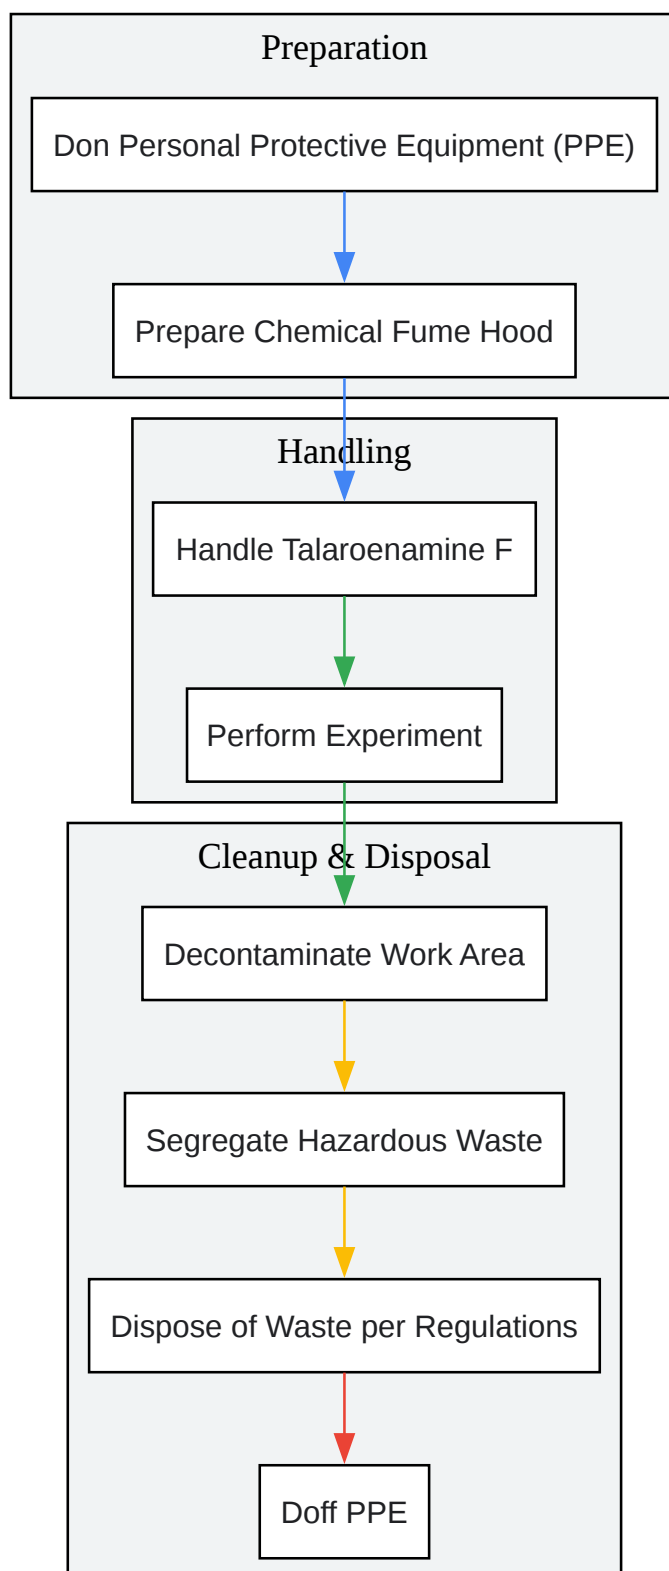 Preparation
Don Personal Protective Equipment (PPE)
Prepare Chemical Fume Hood
Handling
Handle Talaroenamine F
Perform Experiment
Cleanup & Disposal
Decontaminate Work Area
Segregate Hazardous Waste
Dispose of Waste per Regulations
Doff PPE